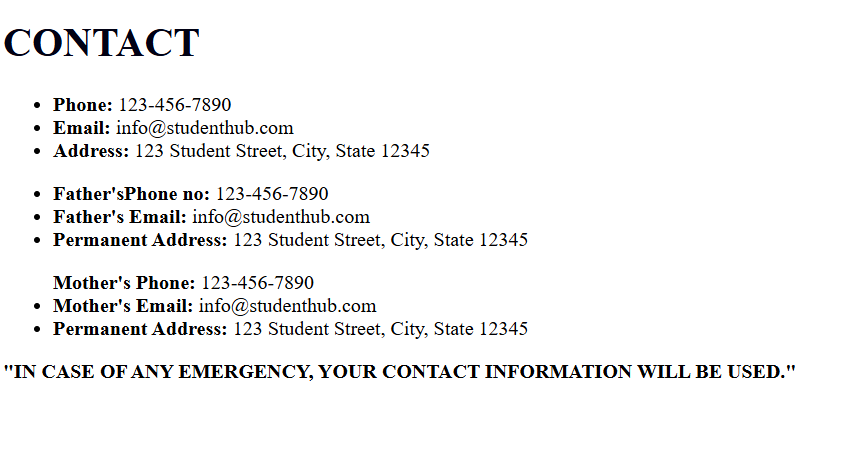 CONTACT
Phone: 123-456-7890
Email: info@studenthub.com
Address: 123 Student Street, City, State 12345
Father'sPhone no: 123-456-7890
Father's Email: info@studenthub.com
Permanent Address: 123 Student Street, City, State 12345
Mother's Phone: 123-456-7890
Mother's Email: info@studenthub.com
Permanent Address: 123 Student Street, City, State 12345
"IN CASE OF ANY EMERGENCY, YOUR CONTACT INFORMATION WILL BE USED."